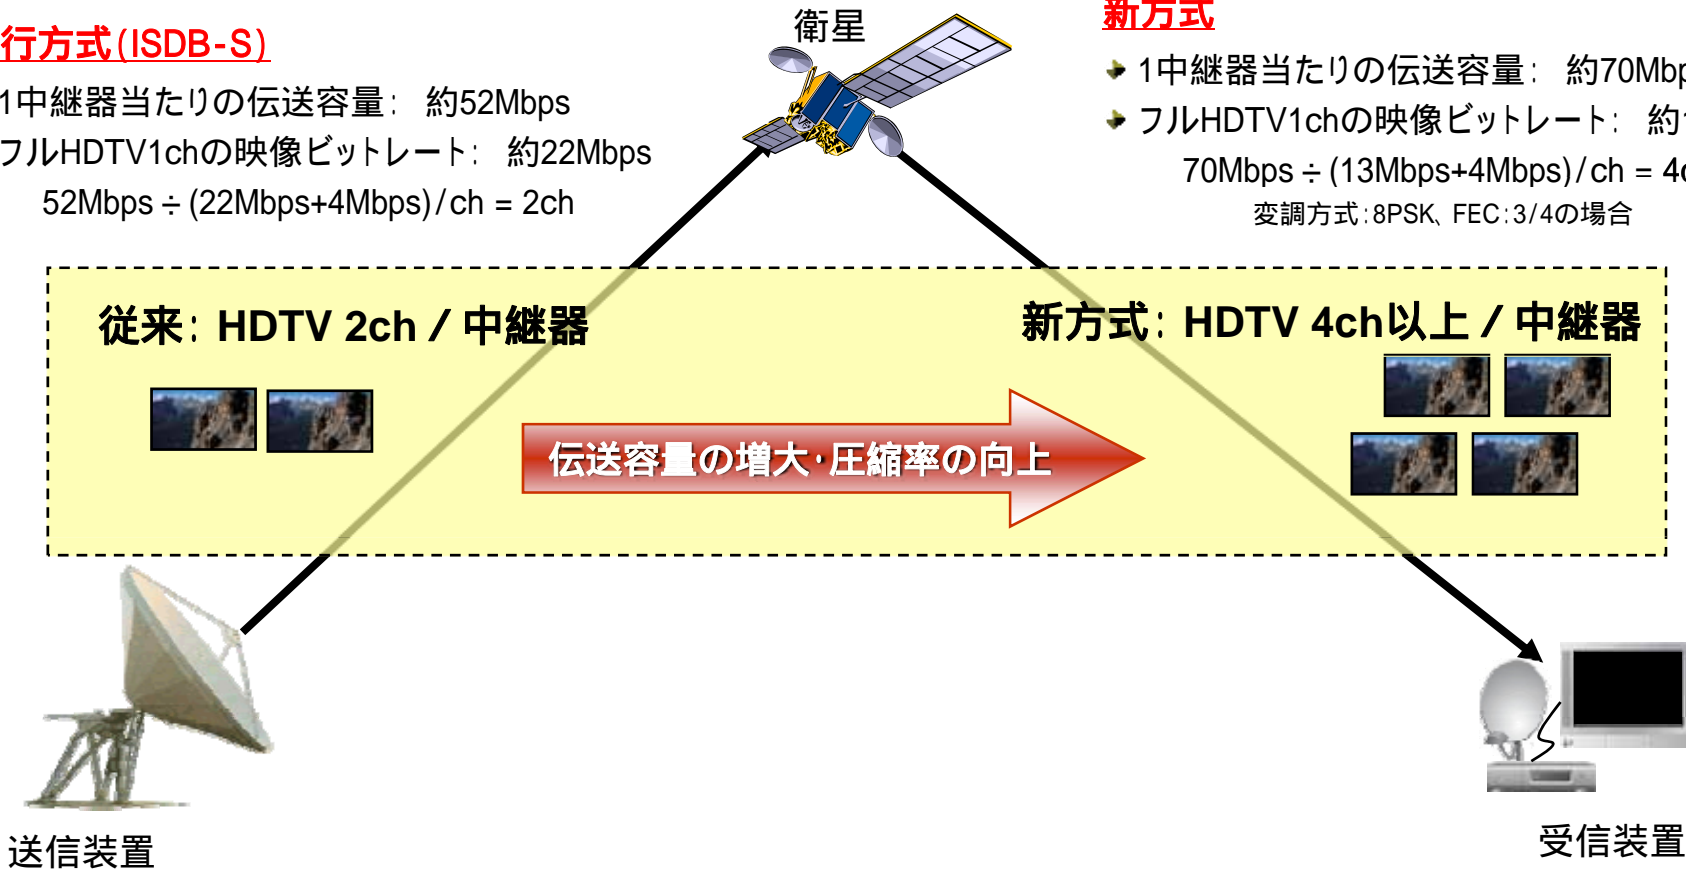 行方式(ISDB-S)
1中継器当たりの伝送容量: 約52Mbps
フルHDTV1chの映像ビットレート: 約22Mbps
52Mbps÷(22Mbps+4Mbps)/ch = 2ch
衛星
新方式
1中継器当たりの伝送容量: 約70Mbp
フルHDTV1chの映像ビットレート: 約1
70Mbps÷(13Mbps+4Mbps)/ch = 4c
変調方式:8PSK、FEC:3/4の場合
従来: HDTV 2ch / 中継器
新方式: HDTV 4ch以上 / 中継器
伝送容量の増大・圧縮率の向上
送信装置
受信装置